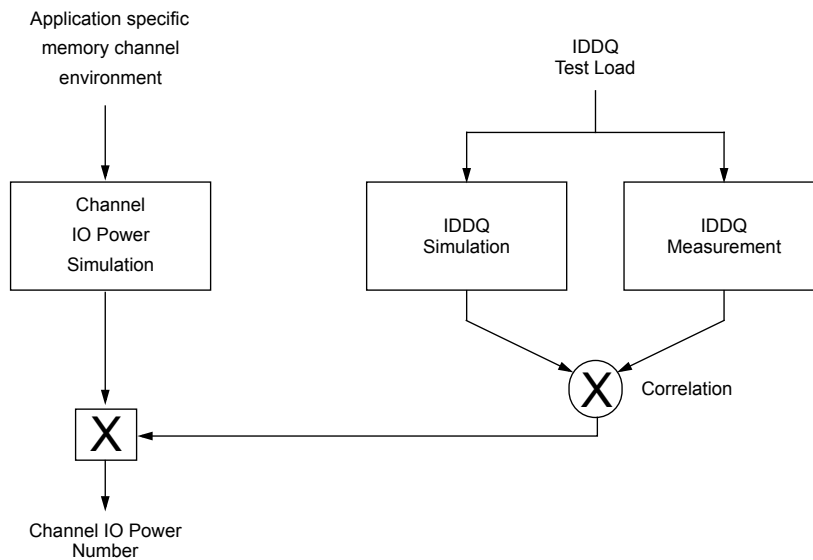 Application specific
memory channel
environment
IDDQ
Test Load
Channel
IO Power
Simulation
IDDQ
Simulation
IDDQ
Measurement
X
Correlation
X
Channel IO Power
Number